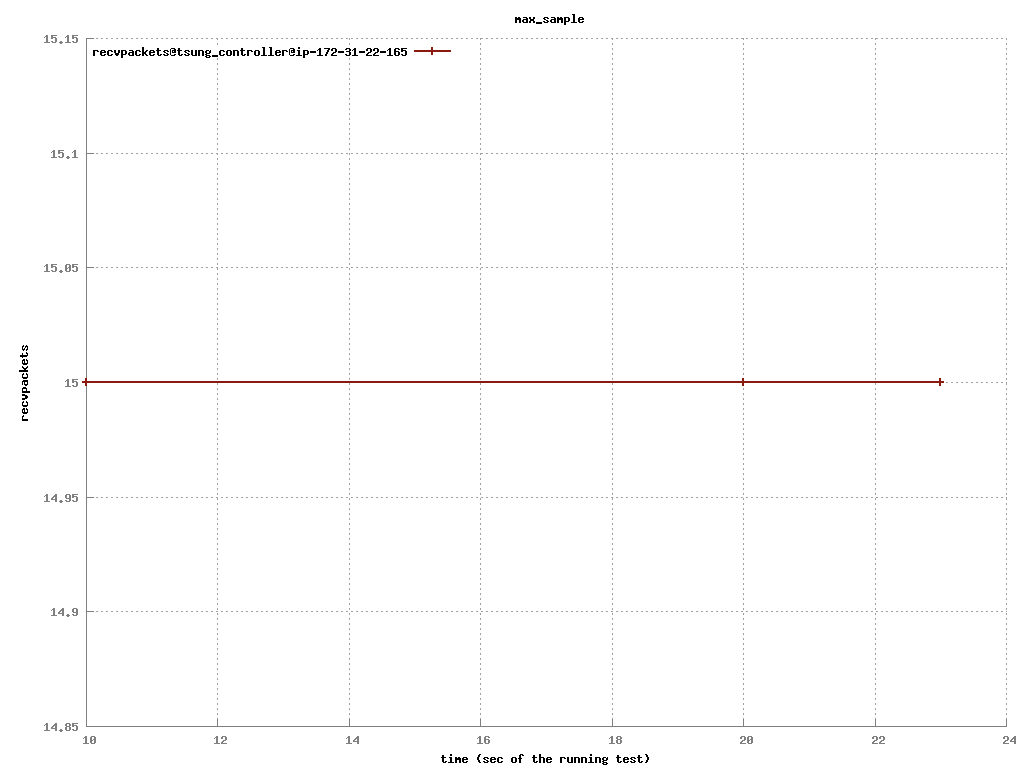 max_sample
15.15
recvpackets@tsung_controller@ip-172-31-22-165
15.1
15.05
recvpackets
15
14.95
14.9
14.85
10 12 14 16 18 20 22 24
time (sec of the running test)